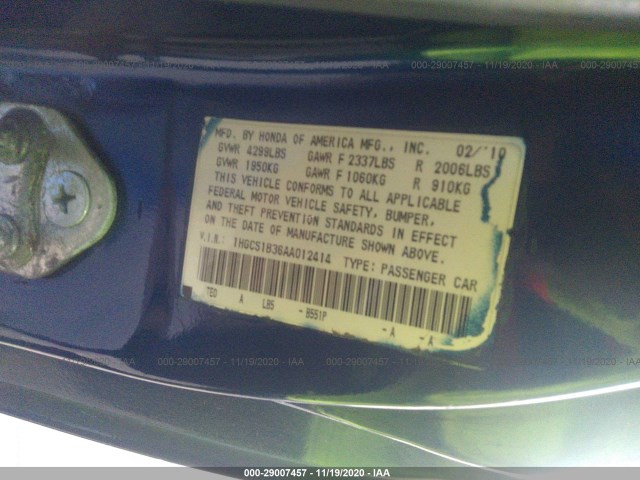 000-29007457 - 11/19/2020 - IAA
MFD. BY HONDA OF AMERICA MFG., INC. 02/'10
GVWR 4299LBS GAWR F 2337LBS R 2006LBS
GVWR 1950KG GAWR F 1060KG R 910KG
THIS VEHICLE CONFORMS TO ALL APPLICABLE
FEDERAL MOTOR VEHICLE SAFETY, BUMPER,
AND THEFT PREVENTION STANDARDS IN EFFECT
ON THE DATE OF MANUFACTURE SHOWN ABOVE.
V.I.N.: 1HGCS1B36AA012414 TYPE: PASSENGER CAR
TE0 A LB5 - B551P - A - A
000-29007457 - 11/19/2020 - IAA
000-29007457 - 11/19/2020 - IAA
000-29007457 - 11/19/2020 - IAA